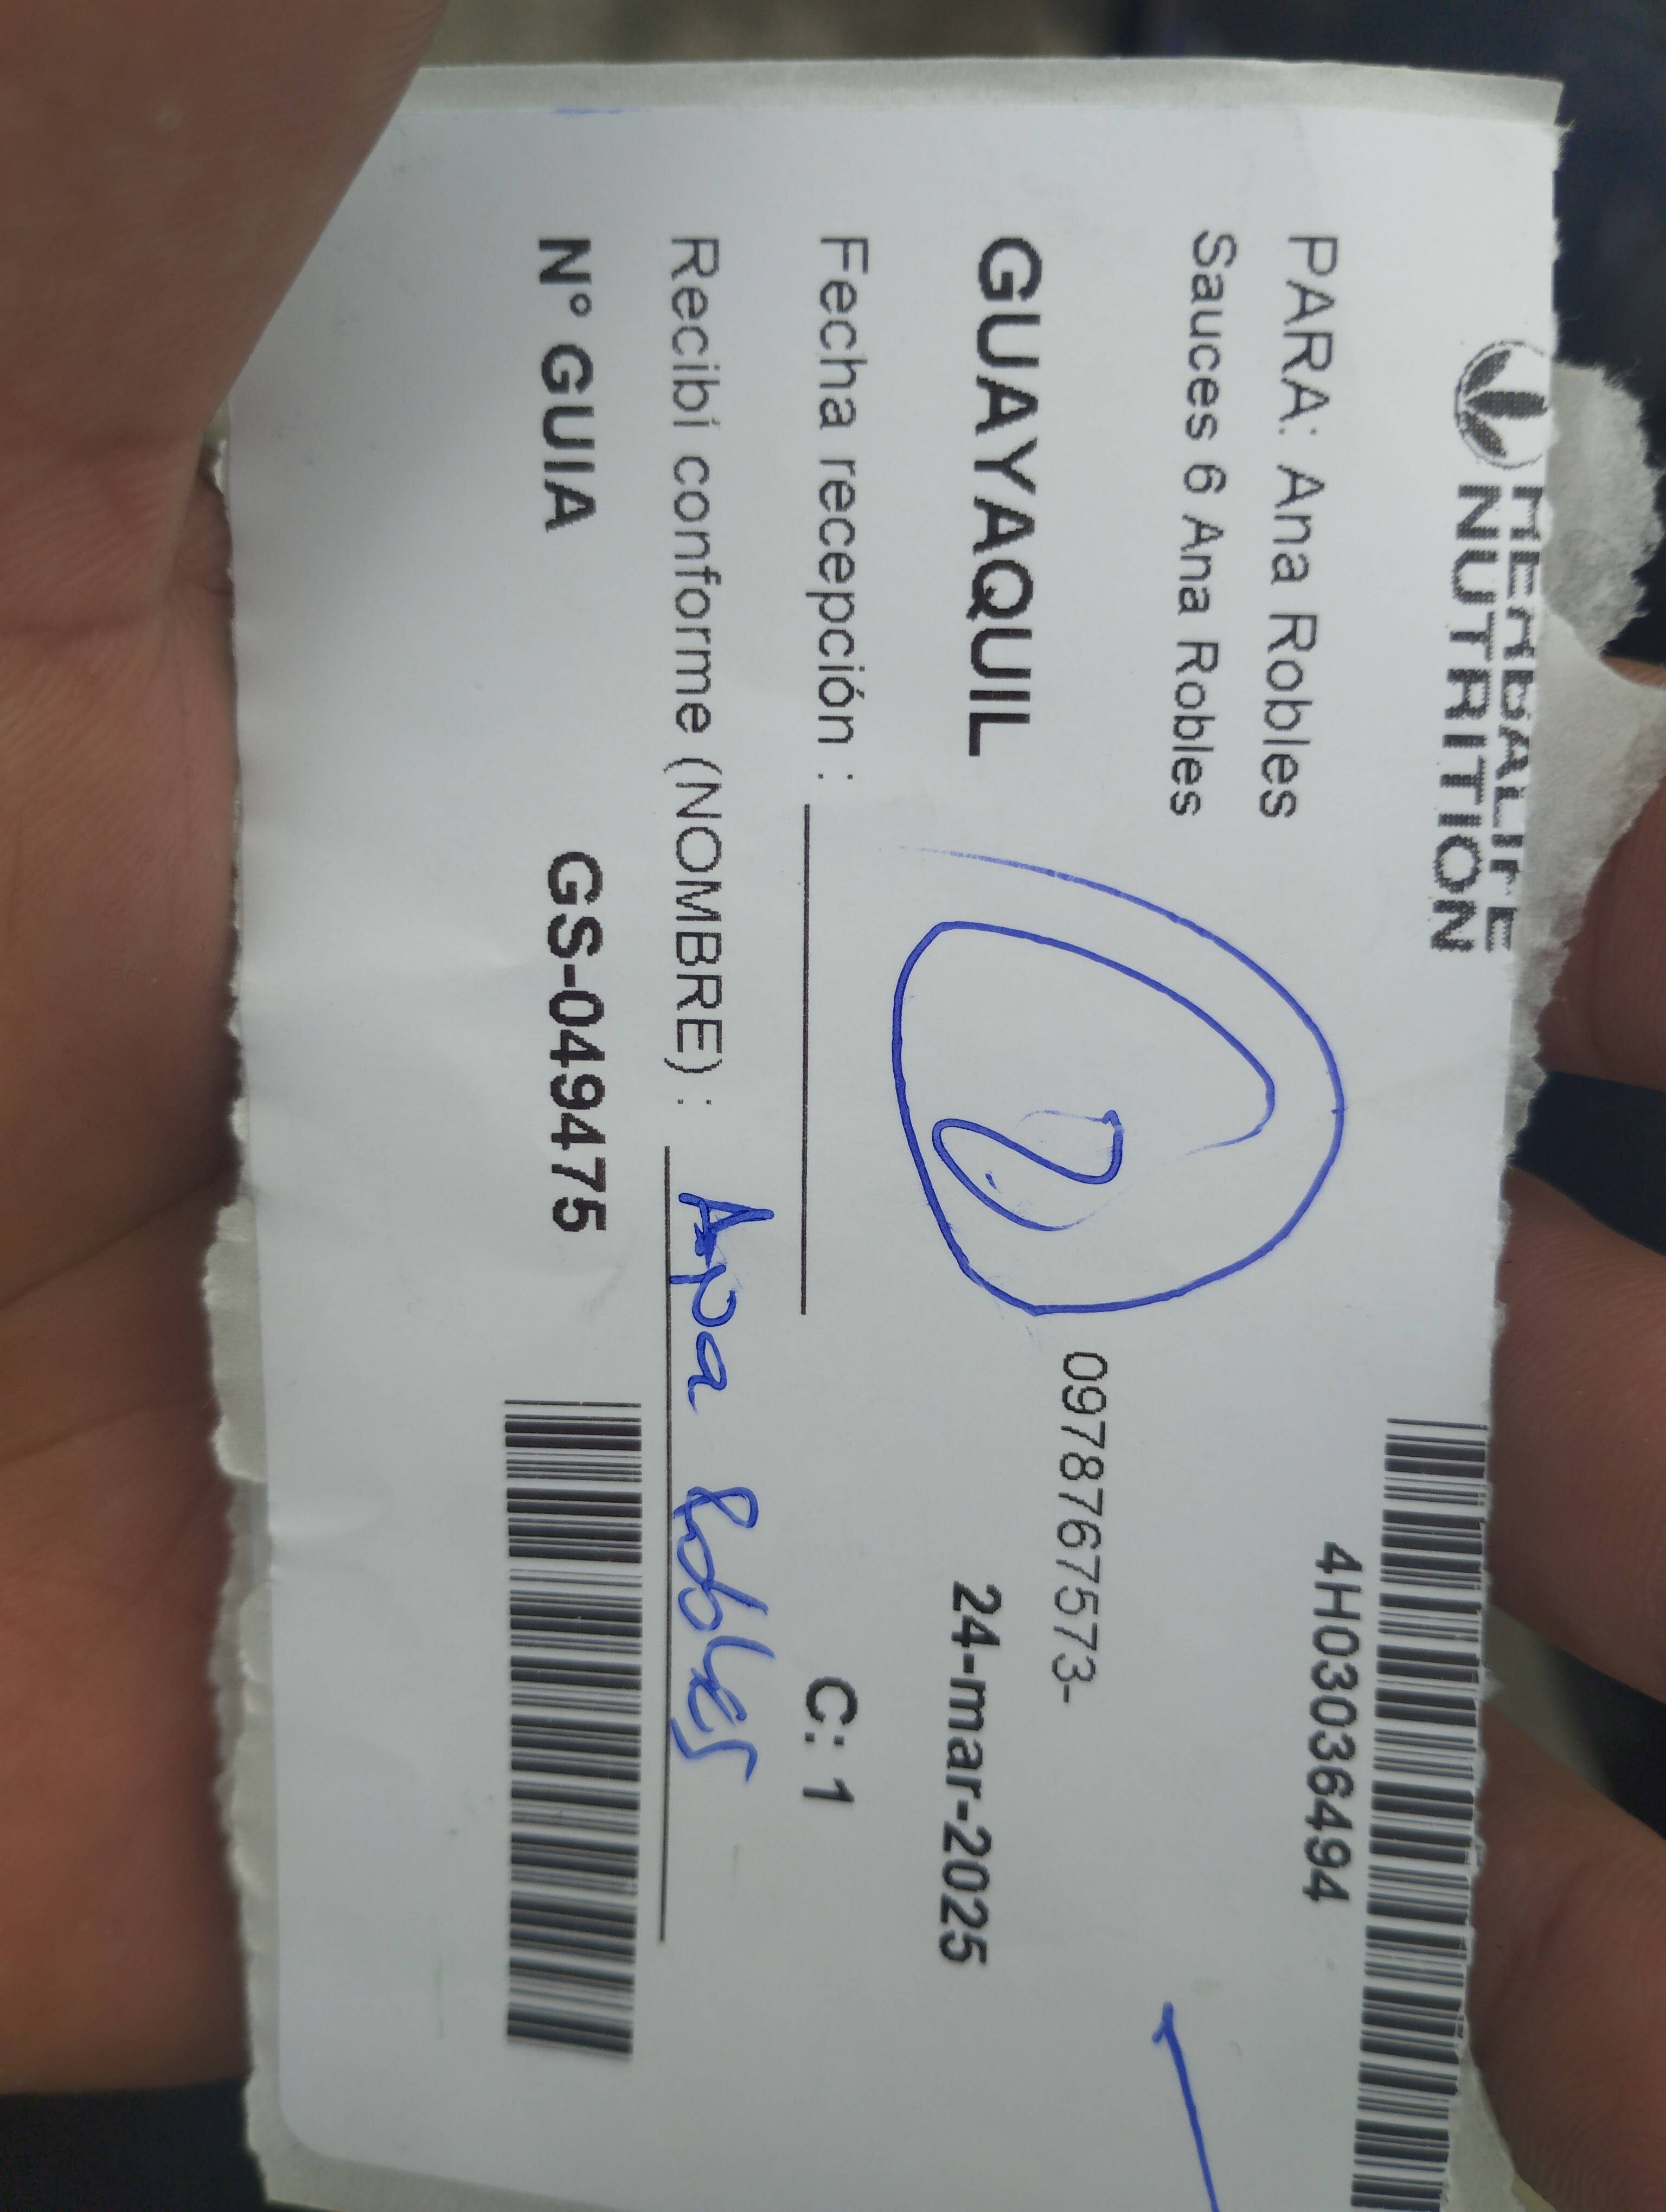 HERBALIFE
NUTRITION
4H03036494
PARA: Ana Robles
Sauces 6 Ana Robles
0978767573-
GUAYAQUIL
24-mar-2025
Fecha recepción :
C: 1
Recibí conforme (NOMBRE) : Ana Robles
N° GUIA GS-049475